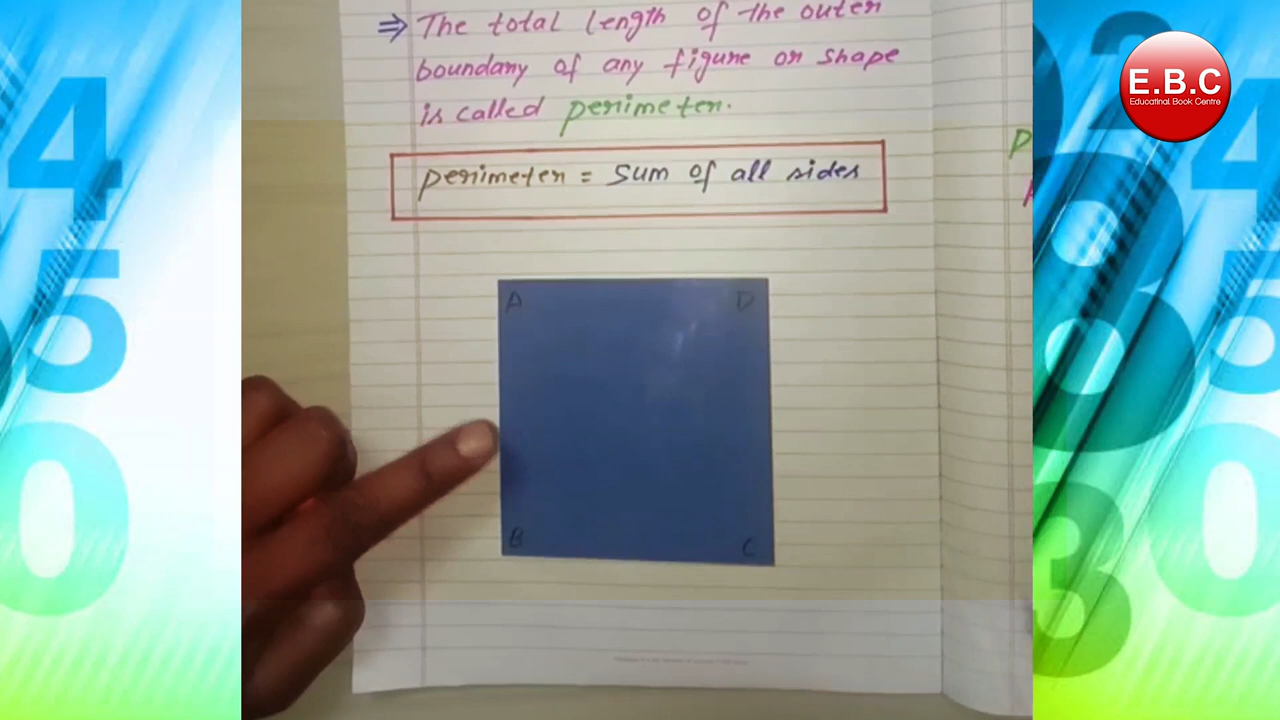 ⇒ The total length of the outer
boundary of any figure or shape
is called perimeter.
perimeter = sum of all sides
A
D
B
C
E.B.C
Educatinal Book Centre